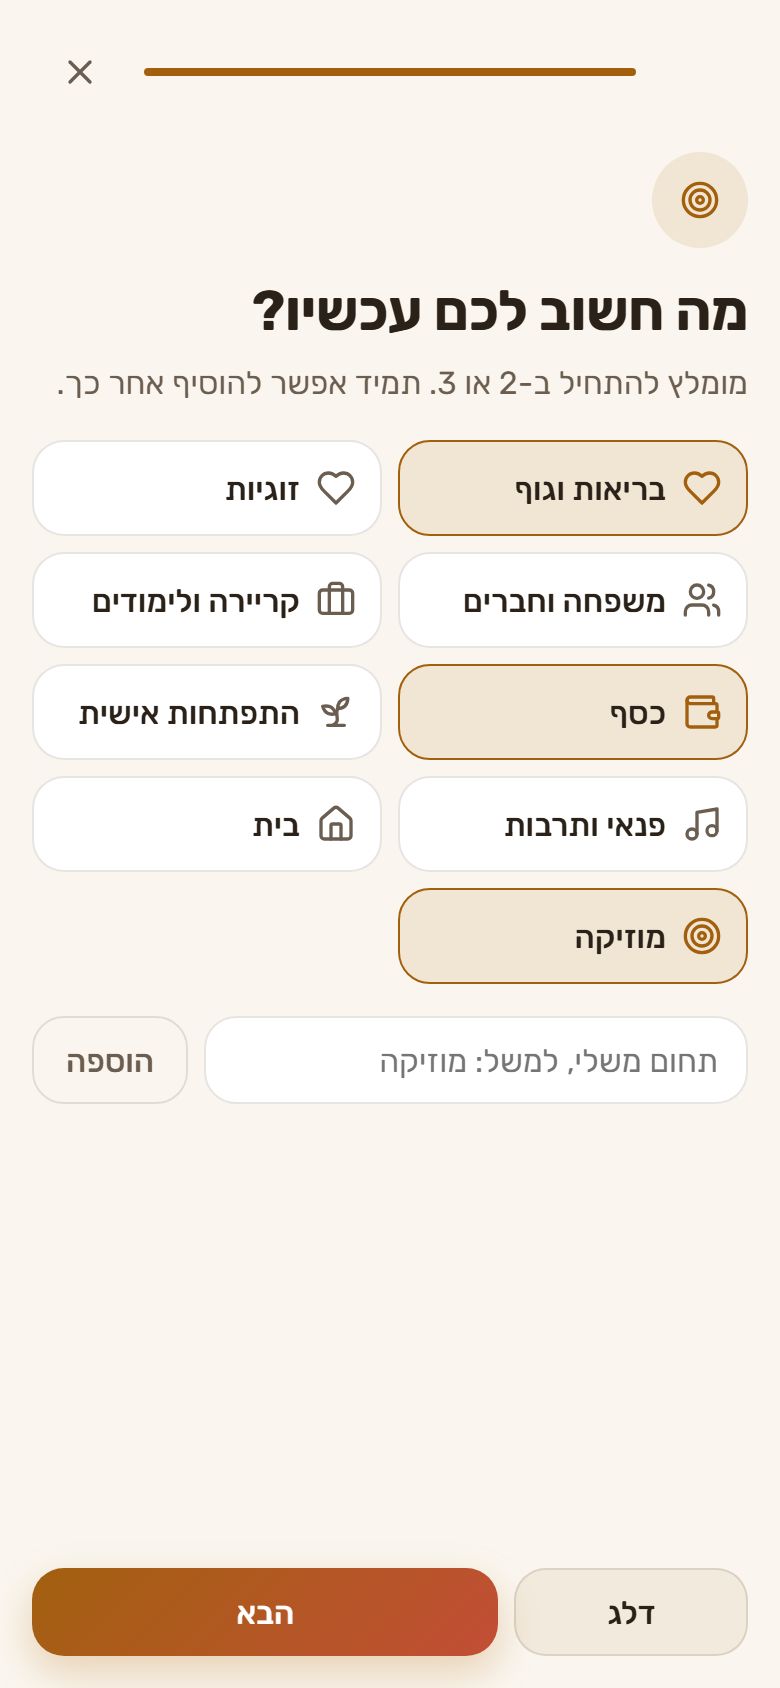 מה חשוב לכם עכשיו?
מומלץ להתחיל ב-2 או 3. תמיד אפשר להוסיף אחר כך.
בריאות וגוף
זוגיות
משפחה וחברים
קריירה ולימודים
כסף
התפתחות אישית
פנאי ותרבות
בית
מוזיקה
תחום משלי, למשל: מוזיקה
הוספה
דלג
הבא